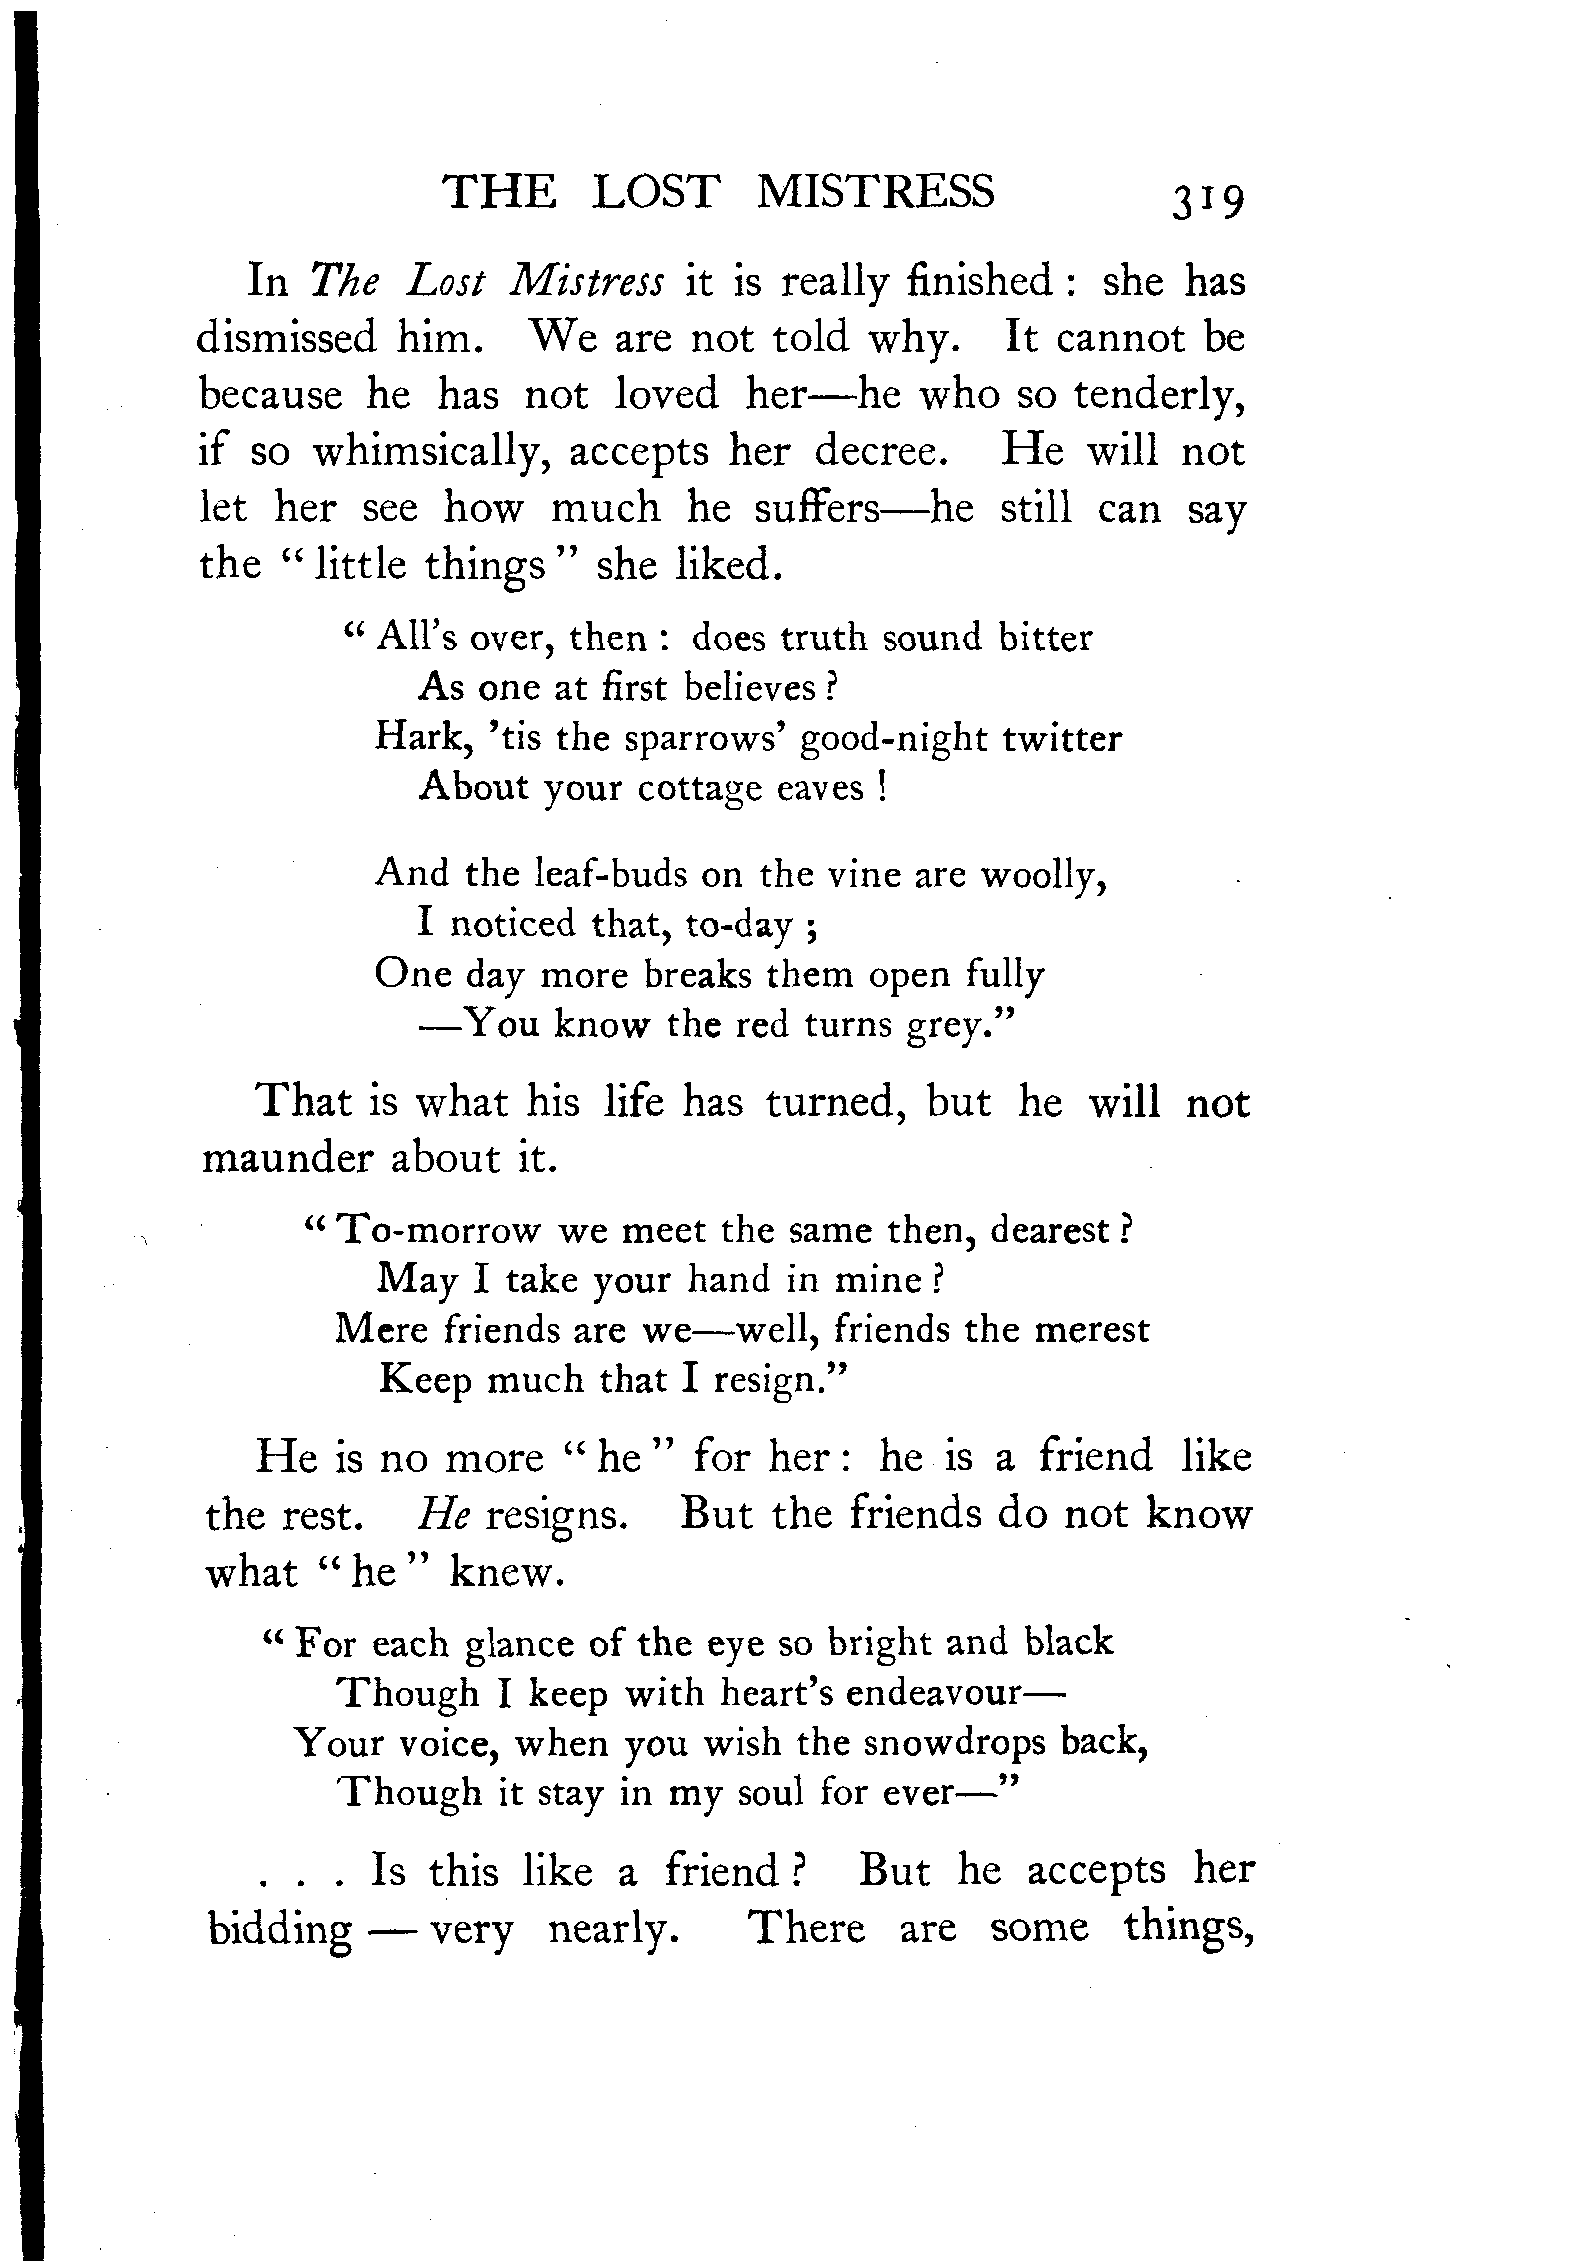 THE LOST MISTRESS 319
In The Lost Mistress it is really finished : she has
dismissed him. We are not told why. It cannot be
because he has not loved her—he who so tenderly,
if so whimsically, accepts her decree. He will not
let her see how much he suffers—he still can say
the “ little things ” she liked.
“ All’s over, then : does truth sound bitter
As one at first believes ?
Hark, ’tis the sparrows’ good-night twitter
About your cottage eaves !
And the leaf-buds on the vine are woolly,
I noticed that, to-day ;
One day more breaks them open fully
—You know the red turns grey.”
That is what his life has turned, but he will not
maunder about it.
“ To-morrow we meet the same then, dearest ?
May I take your hand in mine ?
Mere friends are we—well, friends the merest
Keep much that I resign.”
He is no more “ he ” for her : he is a friend like
the rest. He resigns. But the friends do not know
what “ he ” knew.
“ For each glance of the eye so bright and black
Though I keep with heart’s endeavour—
Your voice, when you wish the snowdrops back,
Though it stay in my soul for ever—”
. . . Is this like a friend ? But he accepts her
bidding — very nearly. There are some things,